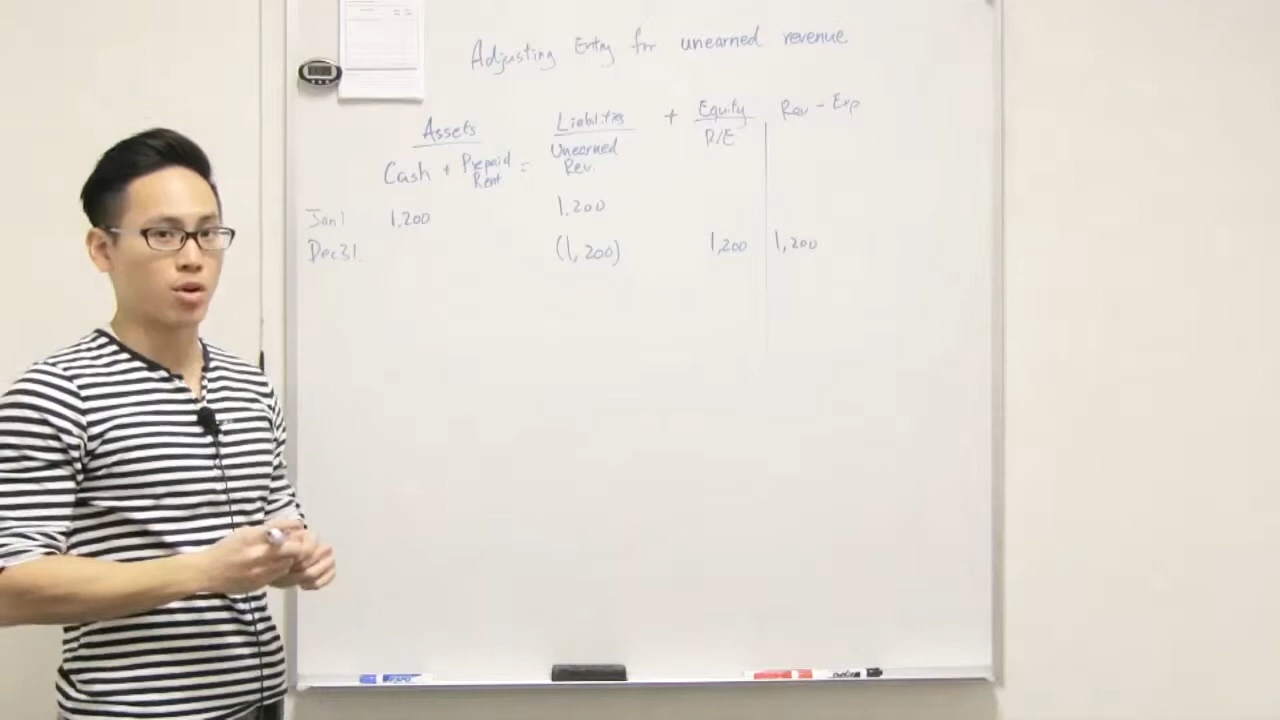 Adjusting Entry for unearned revenue
Assets Liabilities + Equity Rev - Exp
Cash + Prepaid Rent = Unearned Rev. R/E
Jan 1 1,200 1,200
Dec 31. (1,200) 1,200 1,200